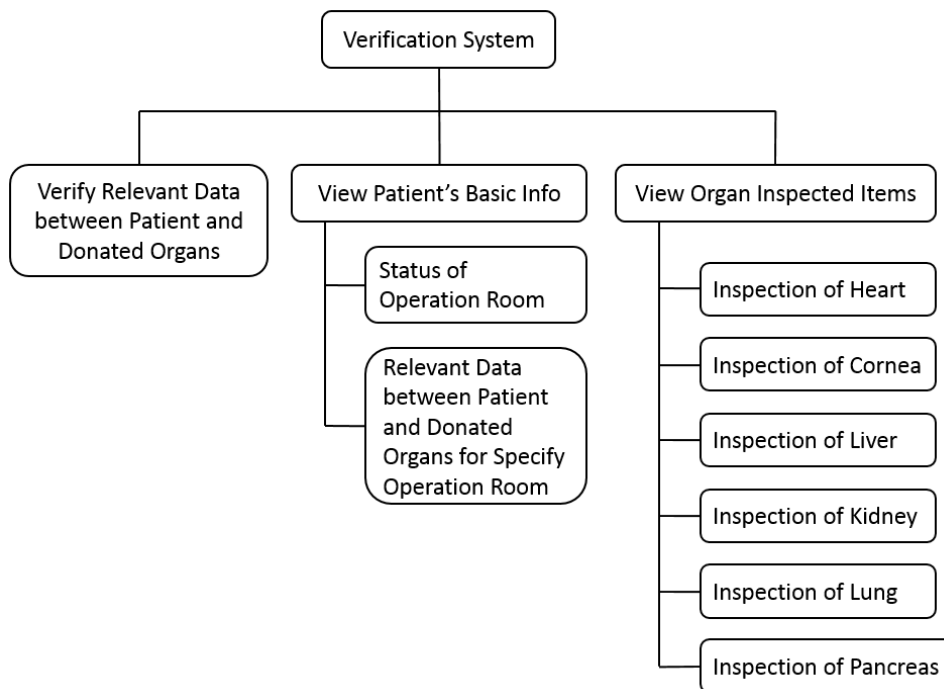 Verification System
Verify Relevant Data
between Patient and
Donated Organs
View Patient’s Basic Info
Status of
Operation Room
Relevant Data
between Patient
and Donated
Organs for Specify
Operation Room
View Organ Inspected Items
Inspection of Heart
Inspection of Cornea
Inspection of Liver
Inspection of Kidney
Inspection of Lung
Inspection of Pancreas